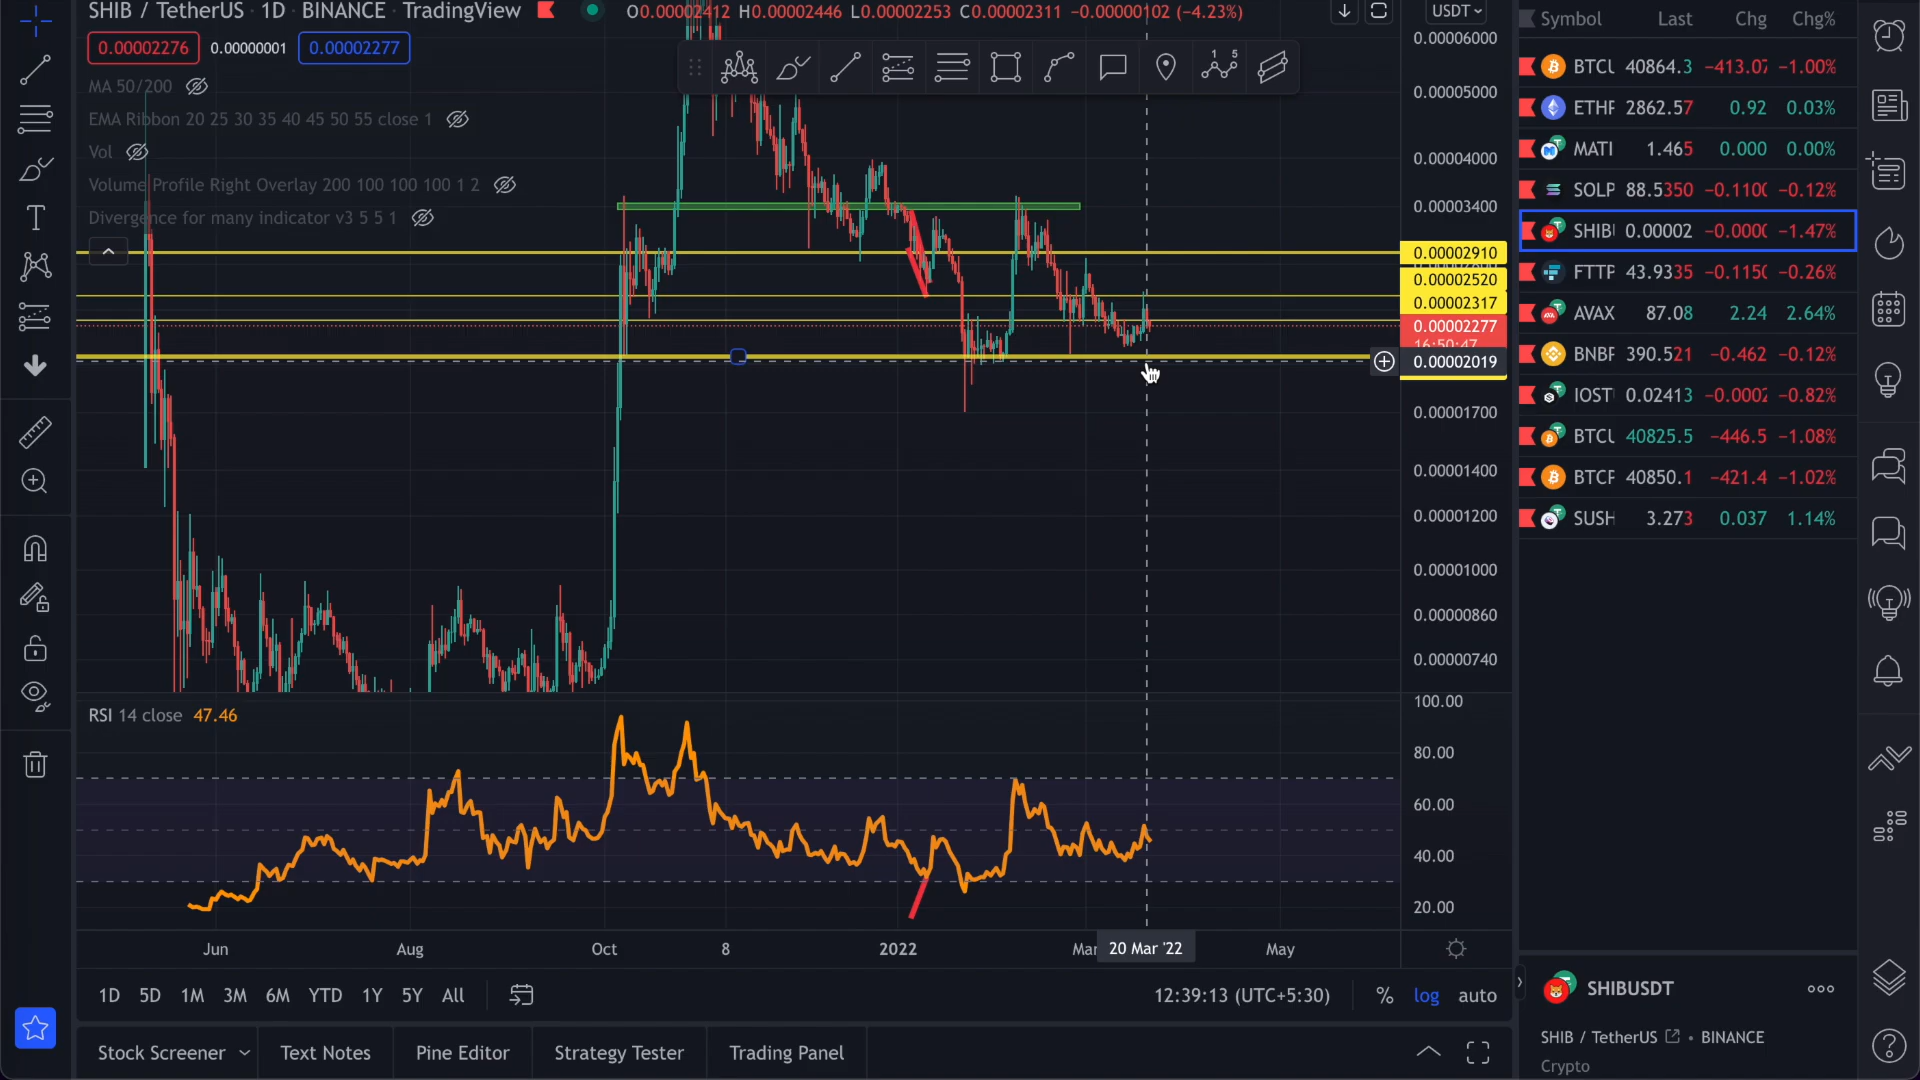 SHIB / TetherUS · 1D · BINANCE · TradingView
O0.00002412 H0.00002446 L0.00002253 C0.00002311 −0.00000102 (−4.23%)
USDT
0.00002276 0.00000001 0.00002277
MA 50/200
EMA Ribbon 20 25 30 35 40 45 50 55 close 1
Vol
Volume Profile Right Overlay 200 100 100 100 1 2
Divergence for many indicator v3 5 5 1
0.00006000
0.00005000
0.00004000
0.00003400
0.00002910
0.00002520
0.00002317
0.00002277
16:50:47
0.00002019
0.00001700
0.00001400
0.00001200
0.00001000
0.00000860
0.00000740
RSI 14 close 47.46
100.00
80.00
60.00
40.00
20.00
Jun Aug Oct 8 2022 Mar 20 Mar '22 May
1D 5D 1M 3M 6M YTD 1Y 5Y All
12:39:13 (UTC+5:30) % log auto
Stock Screener Text Notes Pine Editor Strategy Tester Trading Panel
Symbol Last Chg Chg%
BTCU 40864.3 −413.07 −1.00%
ETHP 2862.57 0.92 0.03%
MATI 1.465 0.000 0.00%
SOLP 88.5350 −0.1100 −0.12%
SHIBU 0.00002 −0.0000 −1.47%
FTTP 43.9335 −0.1150 −0.26%
AVAX 87.08 2.24 2.64%
BNBP 390.521 −0.462 −0.12%
IOST 0.02413 −0.0002 −0.82%
BTCU 40825.5 −446.5 −1.08%
BTCP 40850.1 −421.4 −1.02%
SUSH 3.273 0.037 1.14%
SHIBUSDT
SHIB / TetherUS • BINANCE
Crypto